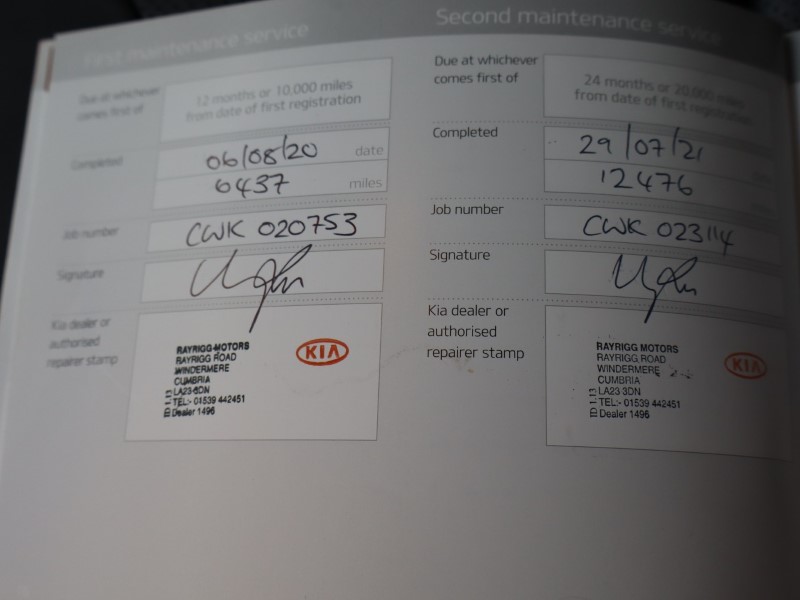 First maintenance service
Due at whichever
comes first of
12 months or 10,000 miles
from date of first registration
Completed
06/08/20 date
6437 miles
Job number
CWK 020753
Signature
Kia dealer or
authorised
repairer stamp
RAYRIGG MOTORS
RAYRIGG ROAD
WINDERMERE
CUMBRIA
LA23 3DN
TEL:- 01539 442451
Dealer 1496
KIA
Second maintenance service
Due at whichever
comes first of
24 months or 20,000 miles
from date of first registration
Completed
29/07/21
12476
Job number
CWK 023114
Signature
Kia dealer or
authorised
repairer stamp
RAYRIGG MOTORS
RAYRIGG ROAD
WINDERMERE
CUMBRIA
LA23 3DN
TEL:- 01539 442451
Dealer 1496
KIA